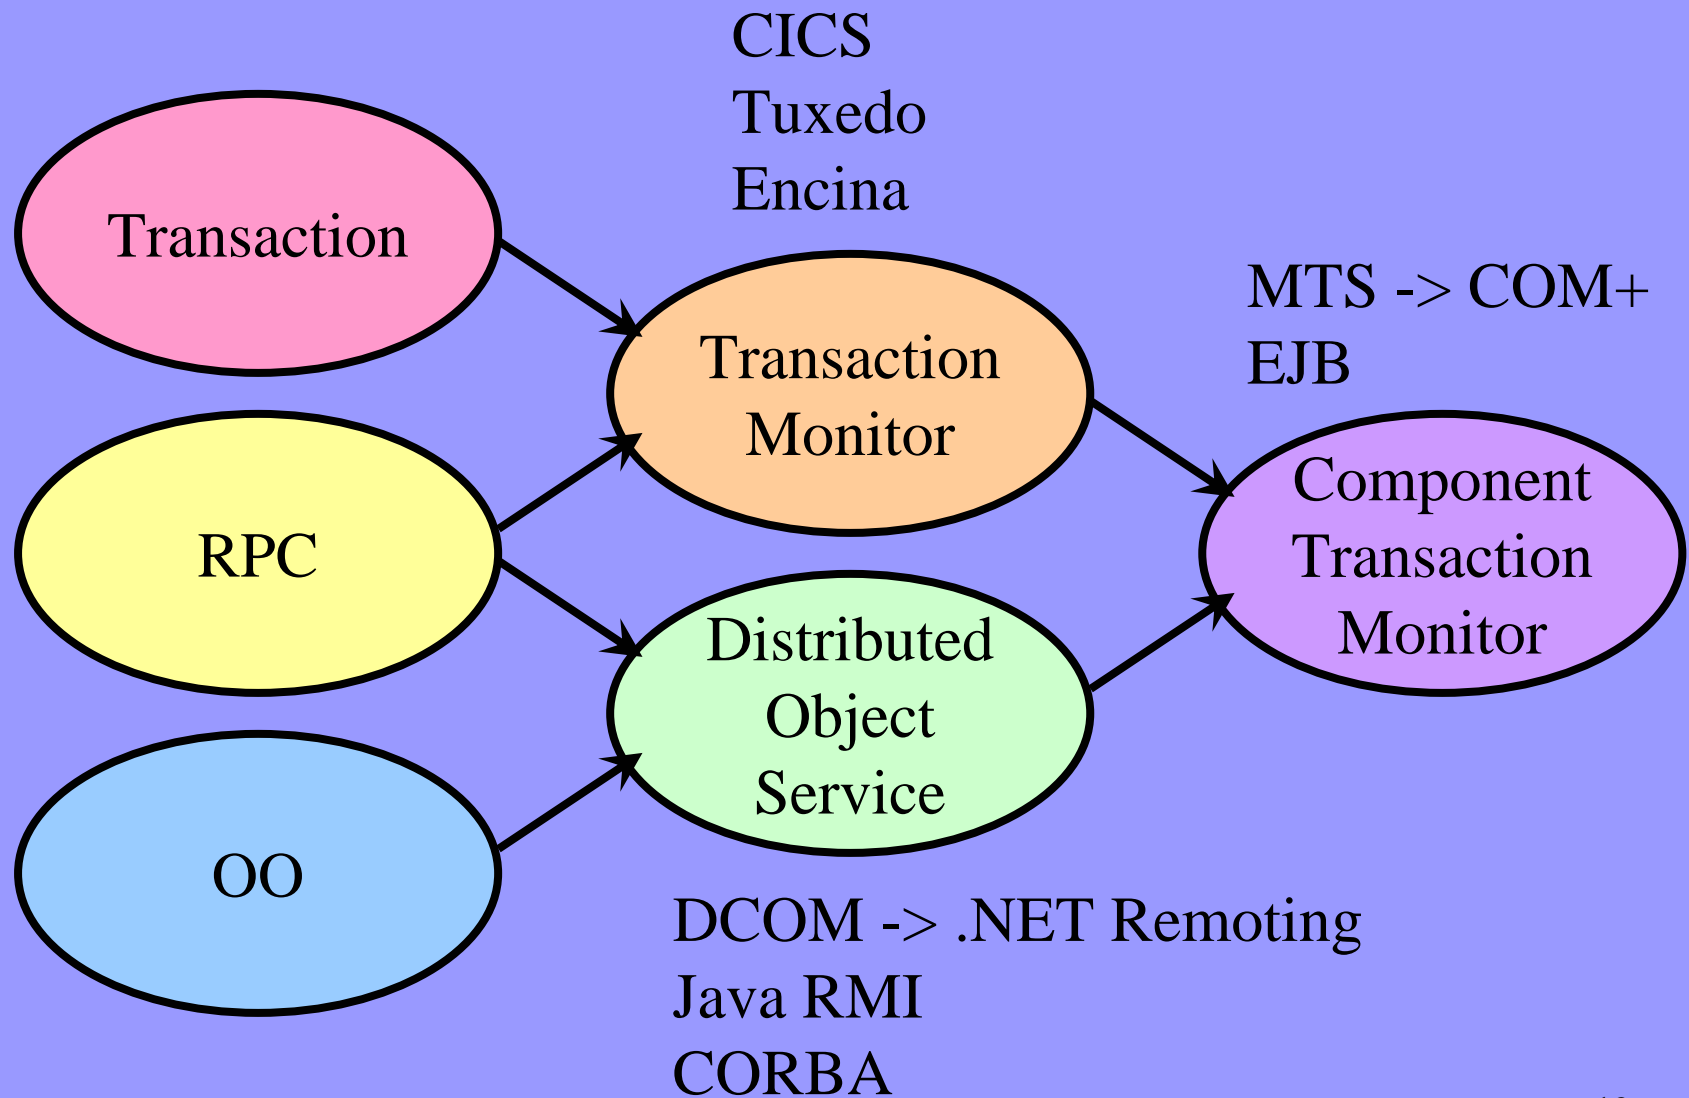 CICS
Tuxedo
Encina
Transaction
Transaction
Monitor
MTS -> COM+
EJB
RPC
Component
Transaction
Monitor
Distributed
Object
Service
OO
DCOM -> .NET Remoting
Java RMI
CORBA